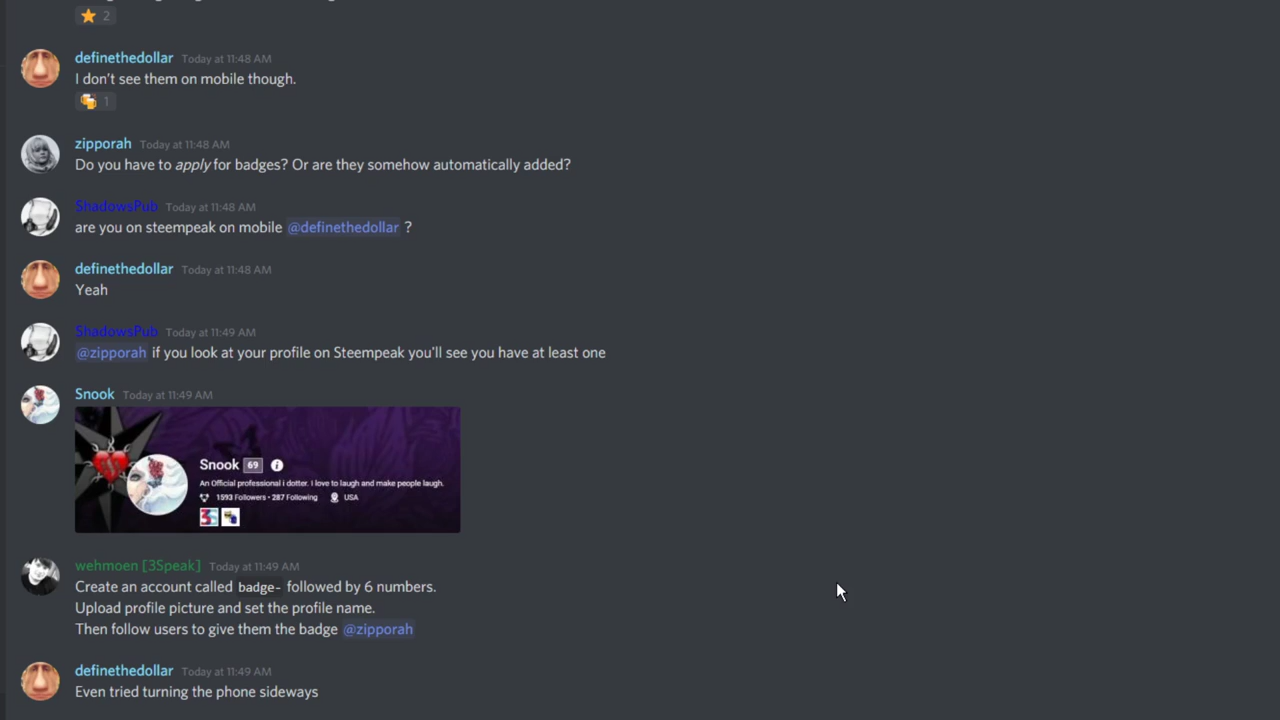 2
definethedollar Today at 11:48 AM
I don't see them on mobile though.
1
zipporah Today at 11:48 AM
Do you have to apply for badges? Or are they somehow automatically added?
ShadowsPub Today at 11:48 AM
are you on steempeak on mobile @definethedollar ?
definethedollar Today at 11:48 AM
Yeah
ShadowsPub Today at 11:49 AM
@zipporah if you look at your profile on Steempeak you'll see you have at least one
Snook Today at 11:49 AM
Snook 69
An Official professional i dotter. I love to laugh and make people laugh.
1593 Followers • 287 Following USA
3S
wehmoen [3Speak] Today at 11:49 AM
Create an account called badge- followed by 6 numbers.
Upload profile picture and set the profile name.
Then follow users to give them the badge @zipporah
definethedollar Today at 11:49 AM
Even tried turning the phone sideways